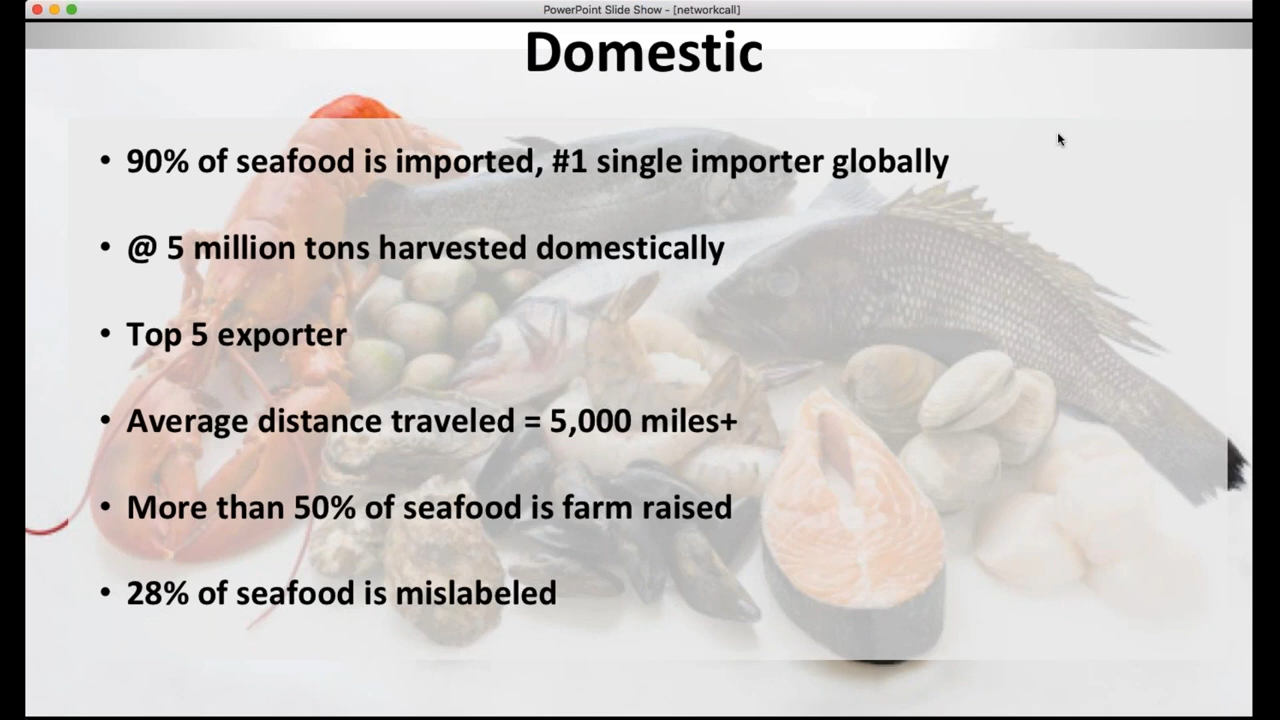 PowerPoint Slide Show - [networkcall]
Domestic
• 90% of seafood is imported, #1 single importer globally
• @ 5 million tons harvested domestically
• Top 5 exporter
• Average distance traveled = 5,000 miles+
• More than 50% of seafood is farm raised
• 28% of seafood is mislabeled